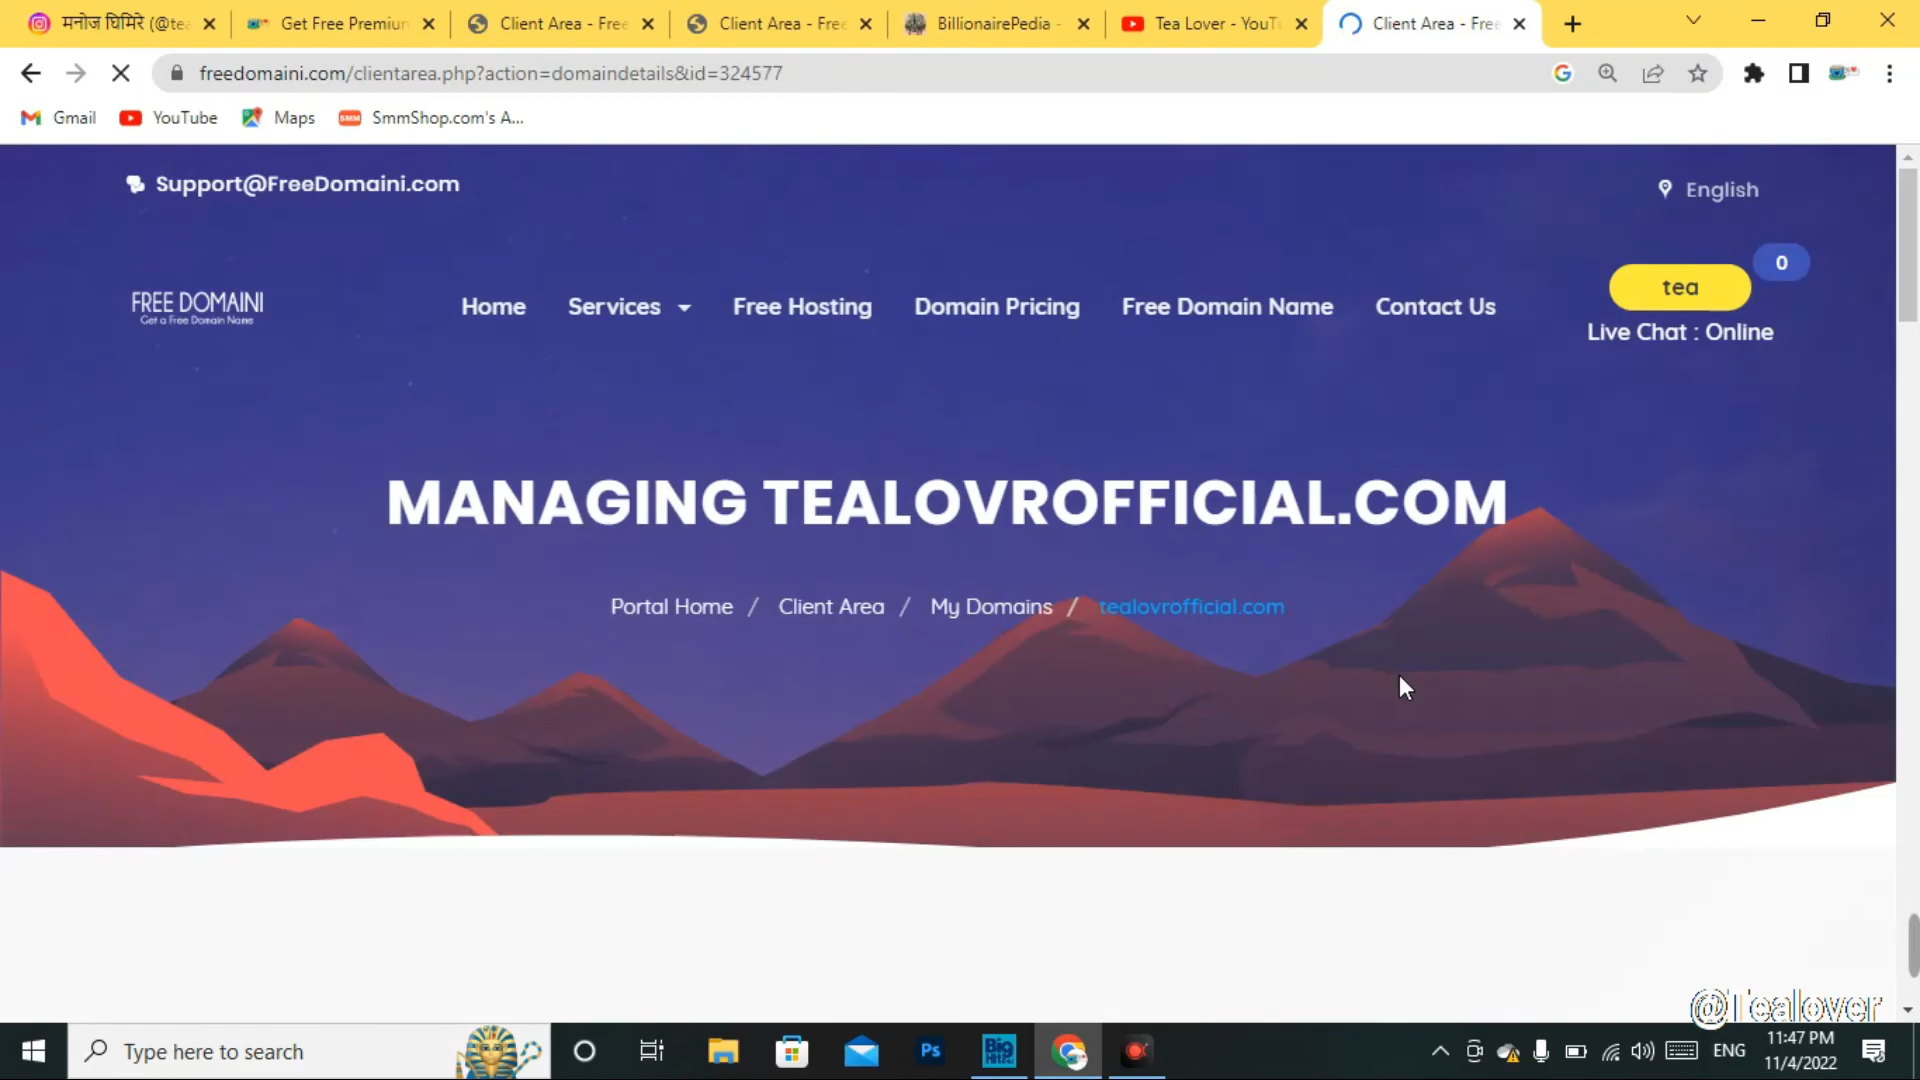 मनोज घिमिरे (@tea
Get Free Premium
Client Area - Free
Client Area - Free
BillionairePedia -
Tea Lover - YouTu
Client Area - Free
freedomaini.com/clientarea.php?action=domaindetails&id=324577
Gmail
YouTube
Maps
SMM
SmmShop.com's A...
Support@FreeDomaini.com
English
0
tea
FREE DOMAINI
Get a Free Domain Name
Home
Services
Free Hosting
Domain Pricing
Free Domain Name
Contact Us
Live Chat : Online
MANAGING TEALOVROFFICIAL.COM
Portal Home / Client Area / My Domains / tealovrofficial.com
@Tealover
Type here to search
Ps
ENG
11:47 PM
11/4/2022